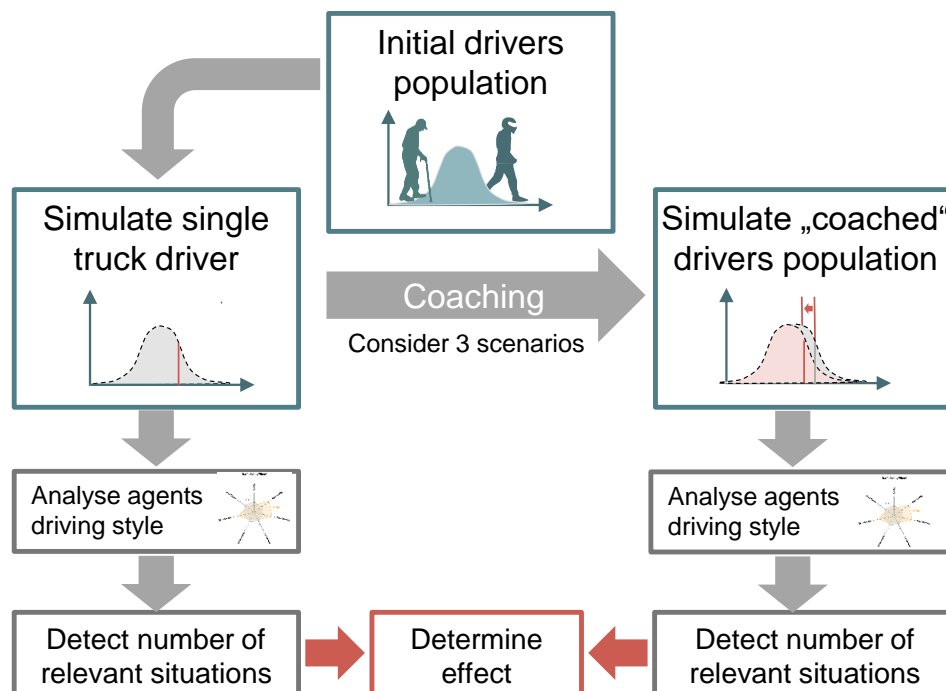 Initial drivers
population
Simulate single
truck driver
Coaching
Consider 3 scenarios
Simulate „coached“
drivers population
Analyse agents
driving style
Analyse agents
driving style
Detect number of
relevant situations
Determine
effect
Detect number of
relevant situations